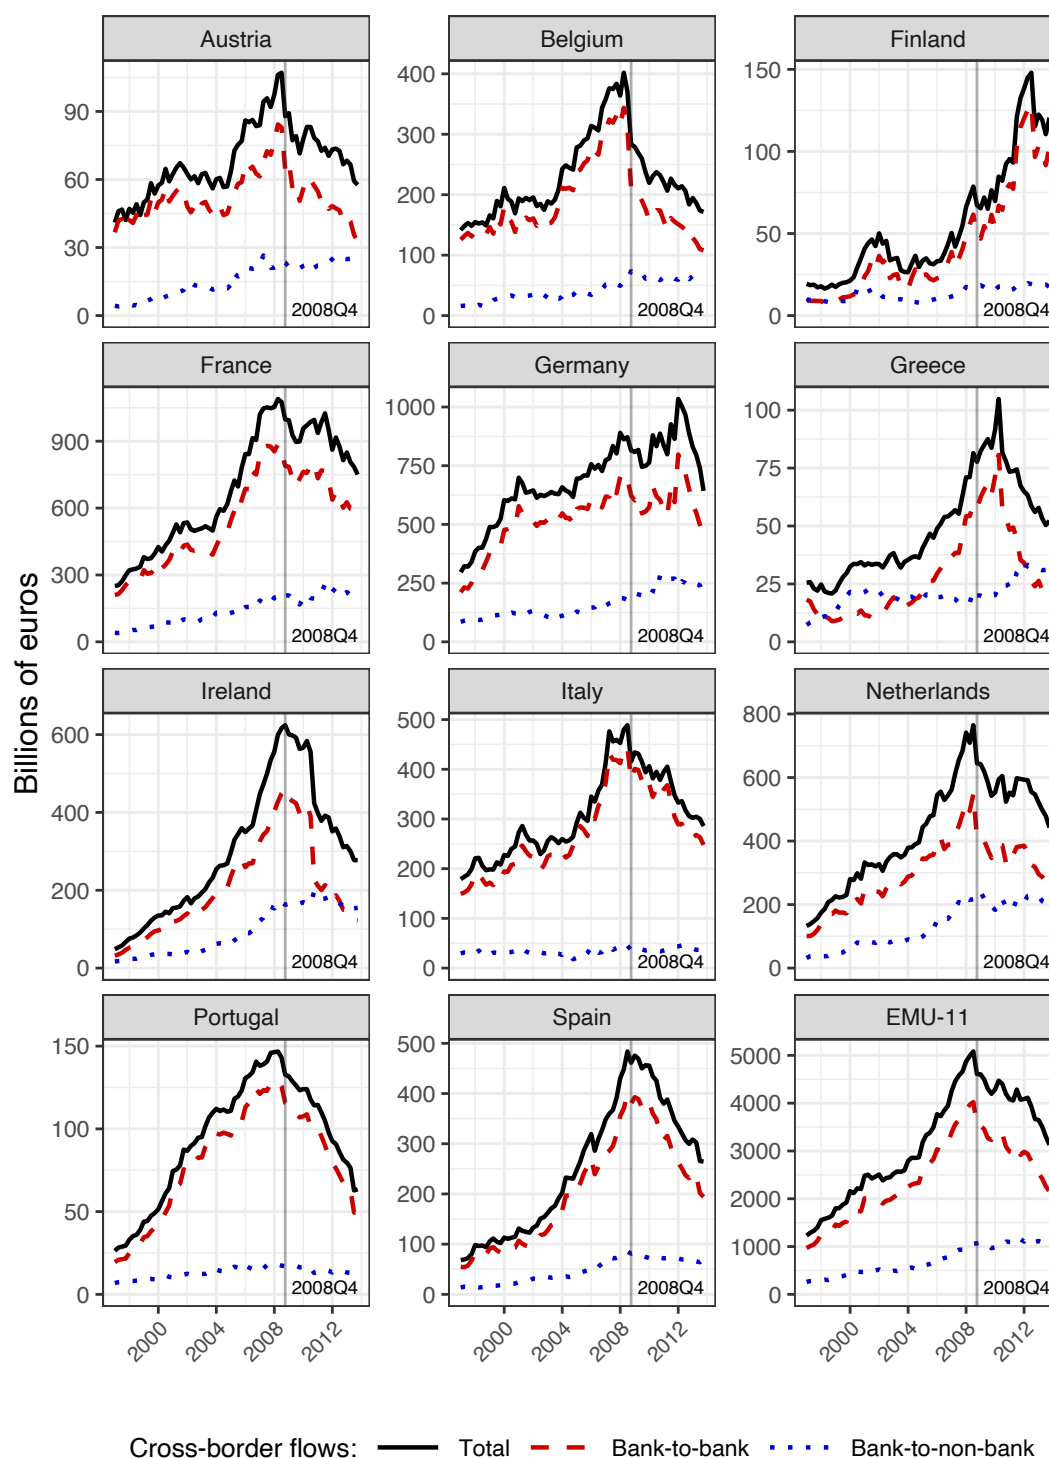 Austria
Belgium
Finland
90
60
30
0
400
300
200
100
0
150
100
50
0
2008Q4
2008Q4
2008Q4
France
Germany
Greece
900
600
300
0
1000
750
500
250
0
100
75
50
25
0
2008Q4
2008Q4
2008Q4
Billions of euros
Ireland
Italy
Netherlands
600
400
200
0
500
400
300
200
100
0
800
600
400
200
0
2008Q4
2008Q4
2008Q4
Portugal
Spain
EMU-11
150
100
50
0
500
400
300
200
100
0
5000
4000
3000
2000
1000
0
2008Q4
2008Q4
2008Q4
2000
2004
2008
2012
2000
2004
2008
2012
2000
2004
2008
2012
Cross-border flows: Total Bank-to-bank Bank-to-non-bank